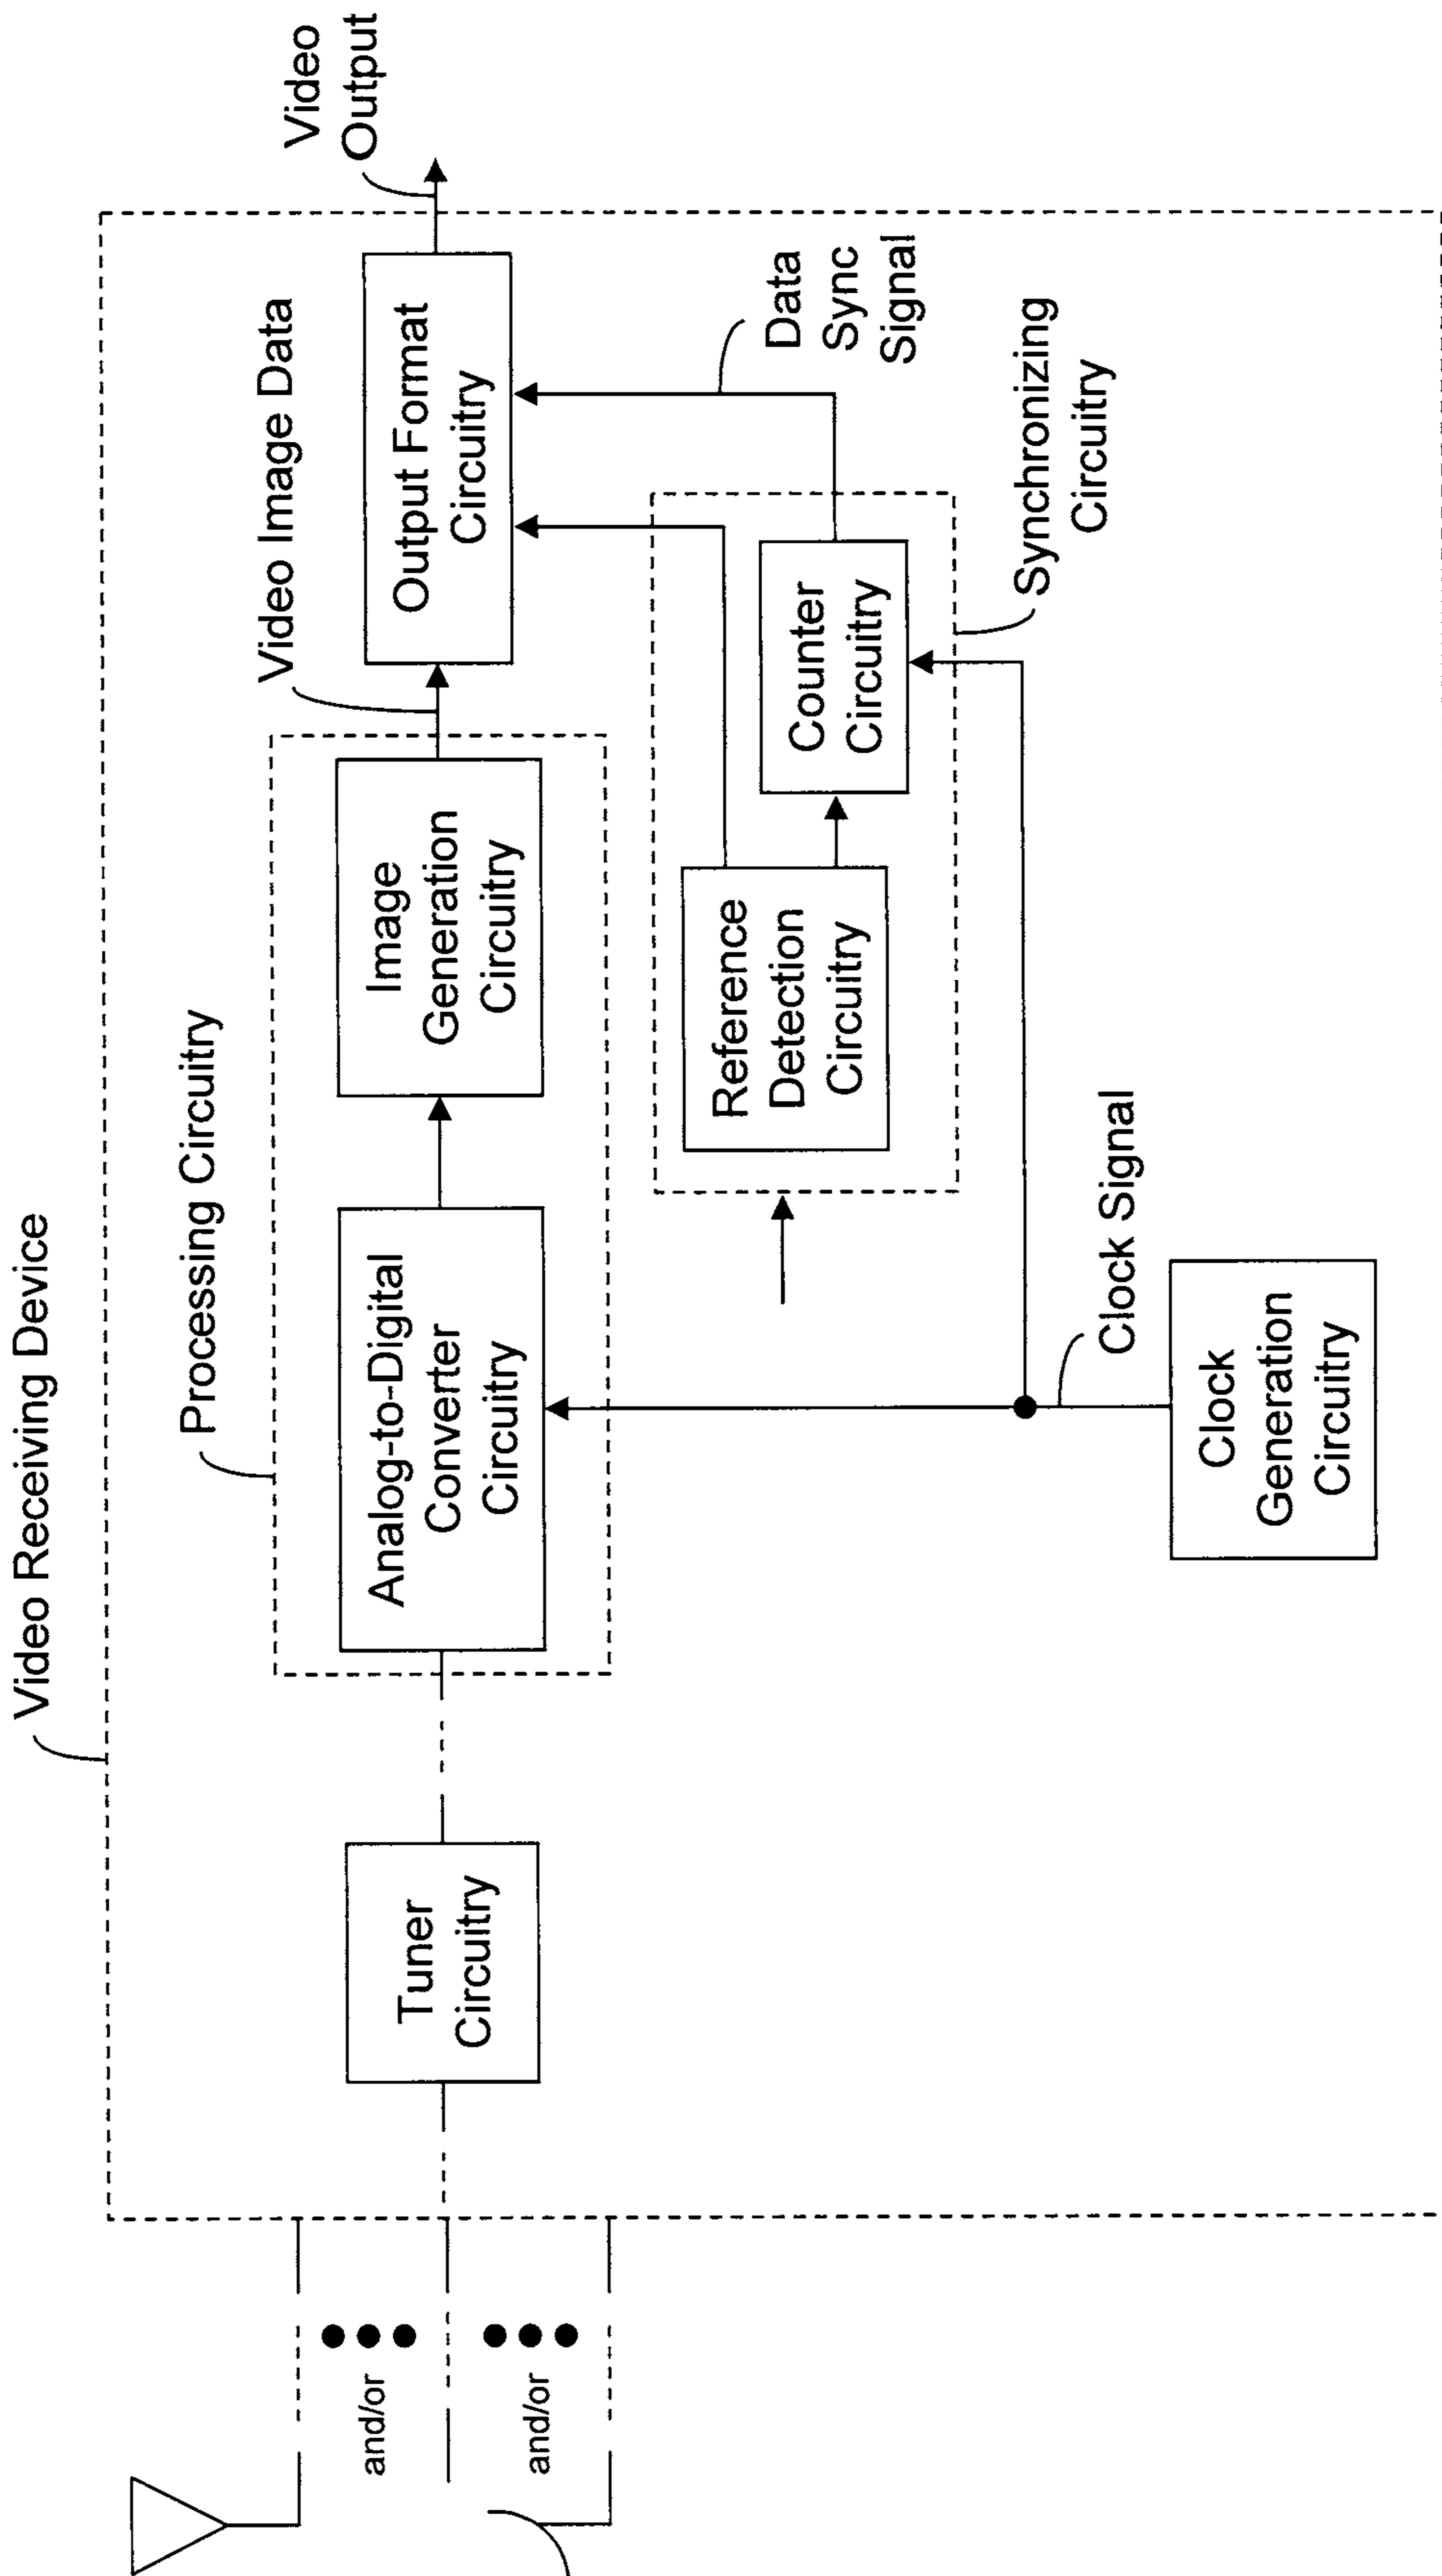 Video Receiving Device
Processing Circuitry
Video Image Data
Video
Output
and/or
and/or
Tuner
Circuitry
Analog-to-Digital
Converter
Circuitry
Image
Generation
Circuitry
Output Format
Circuitry
Reference
Detection
Circuitry
Counter
Circuitry
Data
Sync
Signal
Synchronizing
Circuitry
Clock Signal
Clock
Generation
Circuitry